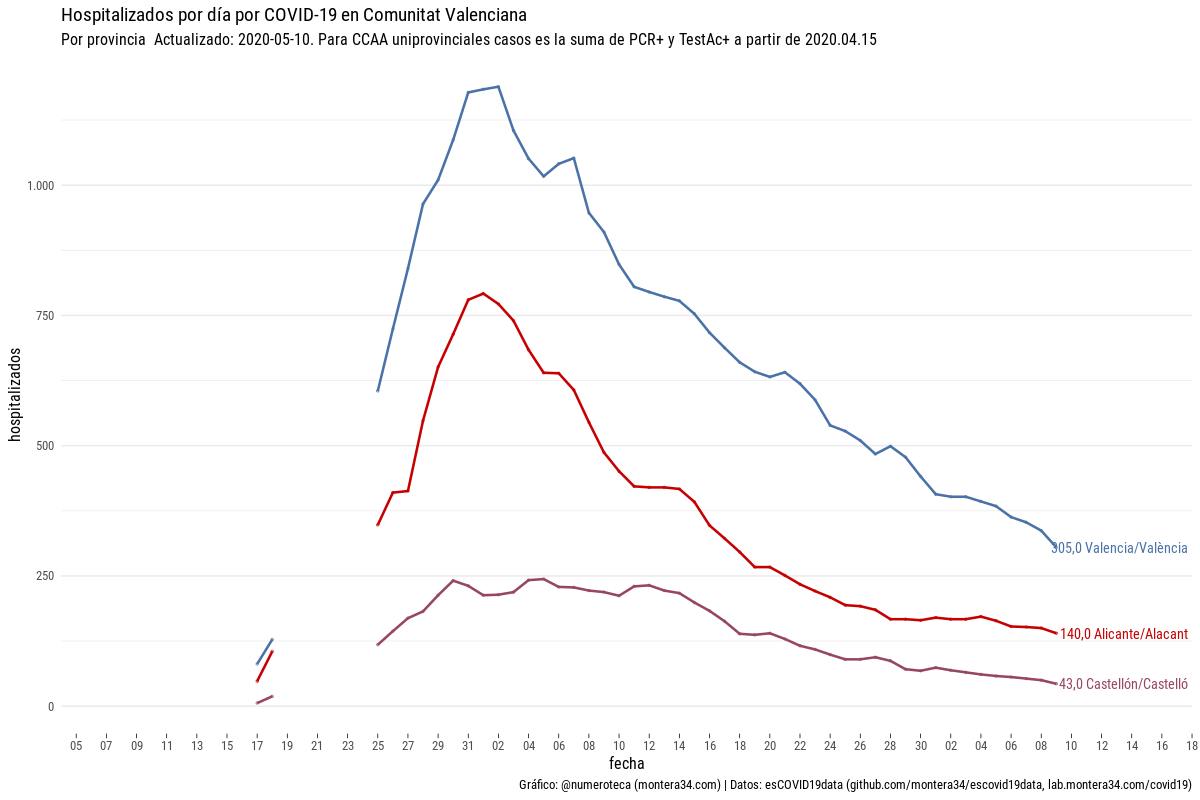 Hospitalizados por día por COVID-19 en Comunitat Valenciana
Por provincia  Actualizado: 2020-05-10. Para CCAA uniprovinciales casos es la suma de PCR+ y TestAc+ a partir de 2020.04.15
hospitalizados
1.000
750
500
250
0
305,0 Valencia/València
140,0 Alicante/Alacant
43,0 Castellón/Castelló
05 07 09 11 13 15 17 19 21 23 25 27 29 31 02 04 06 08 10 12 14 16 18 20 22 24 26 28 30 02 04 06 08 10 12 14 16 18
fecha
Gráfico: @numeroteca (montera34.com) | Datos: esCOVID19data (github.com/montera34/escovid19data, lab.montera34.com/covid19)